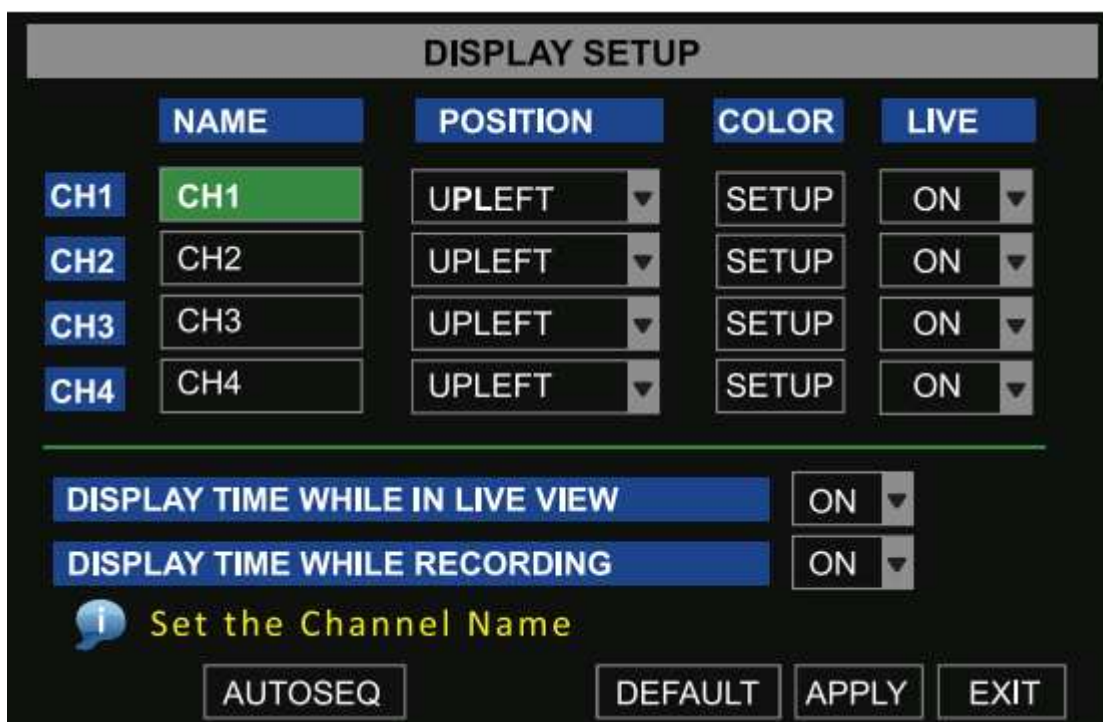 DISPLAY SETUP
NAME POSITION COLOR LIVE
CH1 CH1 UPLEFT SETUP ON
CH2 CH2 UPLEFT SETUP ON
CH3 CH3 UPLEFT SETUP ON
CH4 CH4 UPLEFT SETUP ON
DISPLAY TIME WHILE IN LIVE VIEW ON
DISPLAY TIME WHILE RECORDING ON
i Set the Channel Name
AUTOSEQ DEFAULT APPLY EXIT